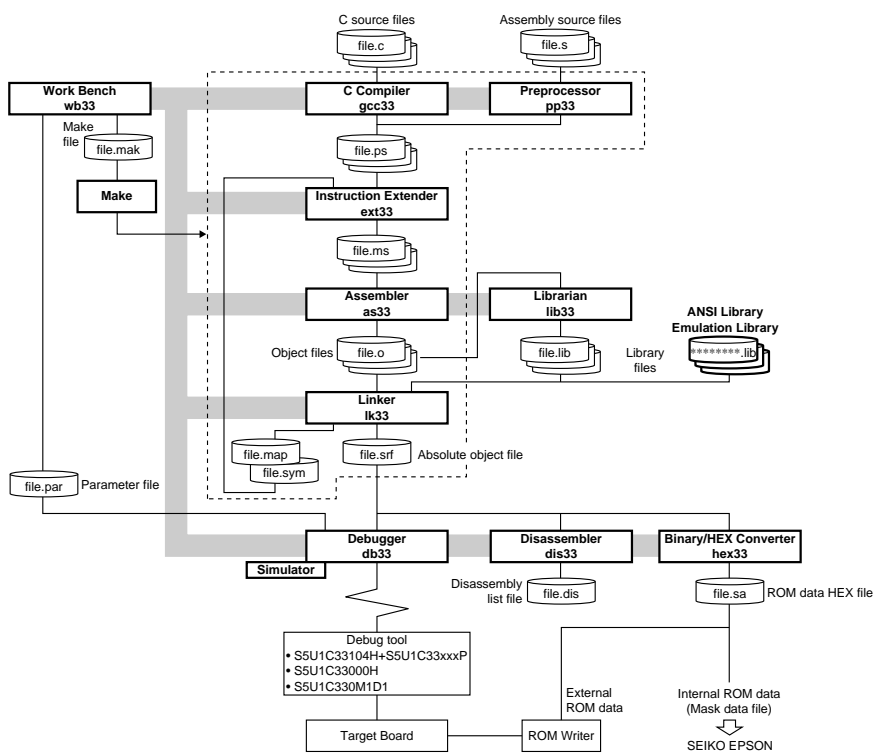 C source files
Assembly source files
file.c
file.s
Work Bench
wb33
C Compiler
gcc33
Preprocessor
pp33
Make
file
file.mak
file.ps
Make
Instruction Extender
ext33
file.ms
Assembler
as33
Librarian
lib33
ANSI Library
Emulation Library
Object files
file.o
file.lib
Library
files
********.lib
Linker
lk33
file.map
file.sym
file.srf
Absolute object file
file.par
Parameter file
Debugger
db33
Disassembler
dis33
Binary/HEX Converter
hex33
Simulator
Disassembly
list file
file.dis
file.sa
ROM data HEX file
Debug tool
• S5U1C33104H+S5U1C33xxxP
• S5U1C33000H
• S5U1C330M1D1
External
ROM data
Internal ROM data
(Mask data file)
Target Board
ROM Writer
SEIKO EPSON